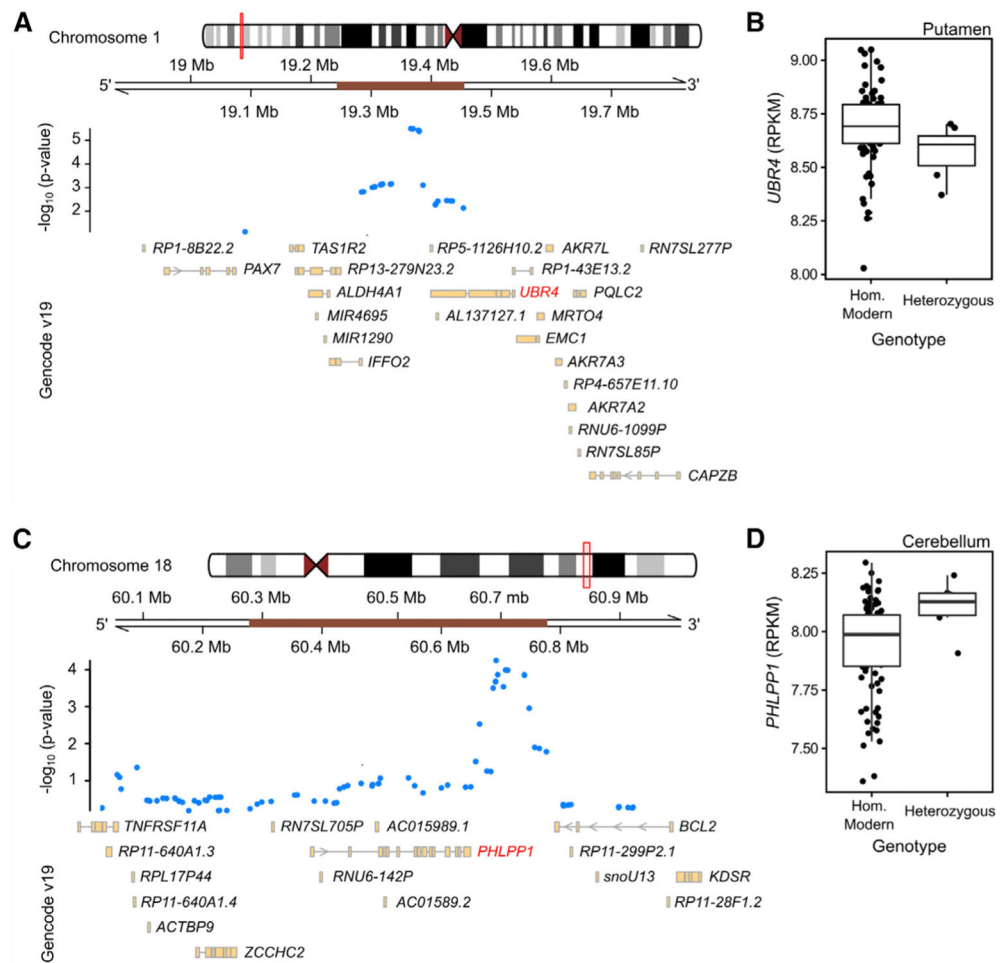 A
Chromosome 1
19 Mb 19.2 Mb 19.4 Mb 19.6 Mb
5' 3'
19.1 Mb 19.3 Mb 19.5 Mb 19.7 Mb
-log10 (p-value)
5
4
3
2
Gencode v19
RP1-8B22.2 TAS1R2 RP5-1126H10.2 AKR7L RN7SL277P
PAX7 RP13-279N23.2 RP1-43E13.2
ALDH4A1 UBR4 PQLC2
MIR4695 AL137127.1 MRTO4
MIR1290 EMC1
IFFO2 AKR7A3
RP4-657E11.10
AKR7A2
RNU6-1099P
RN7SL85P
CAPZB
B
Putamen
UBR4 (RPKM)
9.00
8.75
8.50
8.25
8.00
Hom. Modern Heterozygous
Genotype
C
Chromosome 18
60.1 Mb 60.3 Mb 60.5 Mb 60.7 Mb 60.9 Mb
5' 3'
60.2 Mb 60.4 Mb 60.6 Mb 60.8 Mb
-log10 (p-value)
4
3
2
1
Gencode v19
TNFRSF11A RN7SL705P AC015989.1 BCL2
RP11-640A1.3 PHLPP1 RP11-299P2.1
RPL17P44 RNU6-142P snoU13 KDSR
RP11-640A1.4 AC01589.2 RP11-28F1.2
ACTBP9
ZCCHC2
D
Cerebellum
PHLPP1 (RPKM)
8.25
8.00
7.75
7.50
Hom. Modern Heterozygous
Genotype